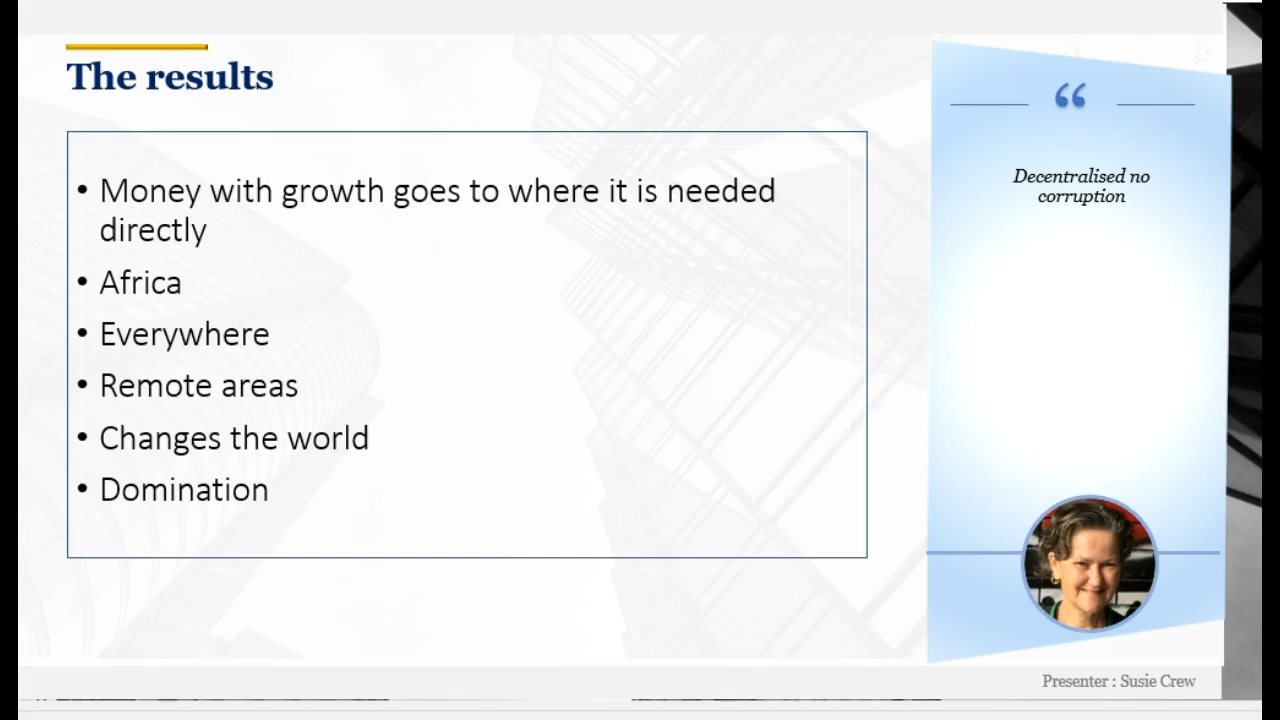 The results
• Money with growth goes to where it is needed
directly
• Africa
• Everywhere
• Remote areas
• Changes the world
• Domination
“
Decentralised no
corruption
Presenter : Susie Crew